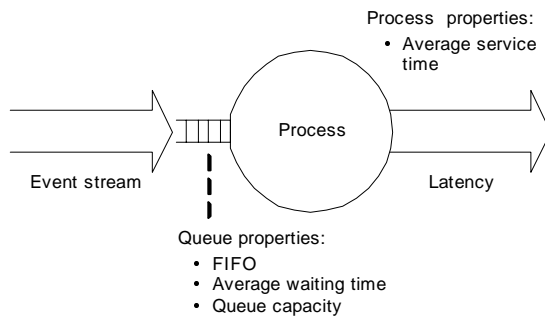 Process properties:
• Average service
time
Process
Event stream
Latency
Queue properties:
• FIFO
• Average waiting time
• Queue capacity